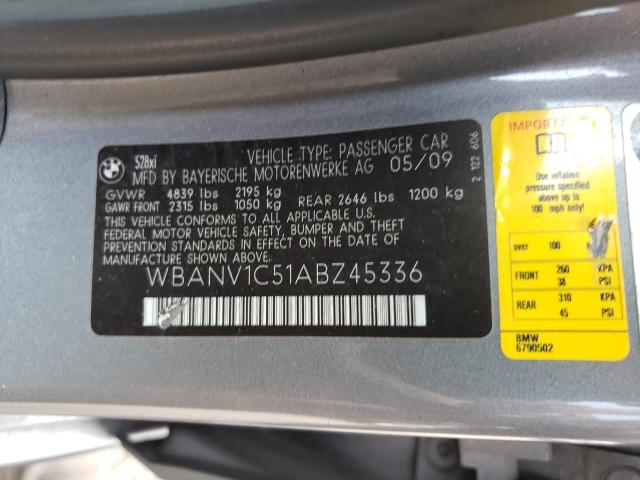 BMW
528xi
VEHICLE TYPE: PASSENGER CAR
MFD BY BAYERISCHE MOTORENWERKE AG 05/09
GVWR 4839 lbs 2195 kg
GAWR FRONT 2315 lbs 1050 kg REAR 2646 lbs 1200 kg
THIS VEHICLE CONFORMS TO ALL APPLICABLE U.S.
FEDERAL MOTOR VEHICLE SAFETY, BUMPER AND THEFT
PREVENTION STANDARDS IN EFFECT ON THE DATE OF
MANUFACTURE SHOWN ABOVE.
WBANV1C51ABZ45336
2 122 606
IMPORTANT
Use inflation
pressure specified
above up to
100 mph only!
over 100
FRONT 260 KPA
38 PSI
REAR 310 KPA
45 PSI
BMW
6790502